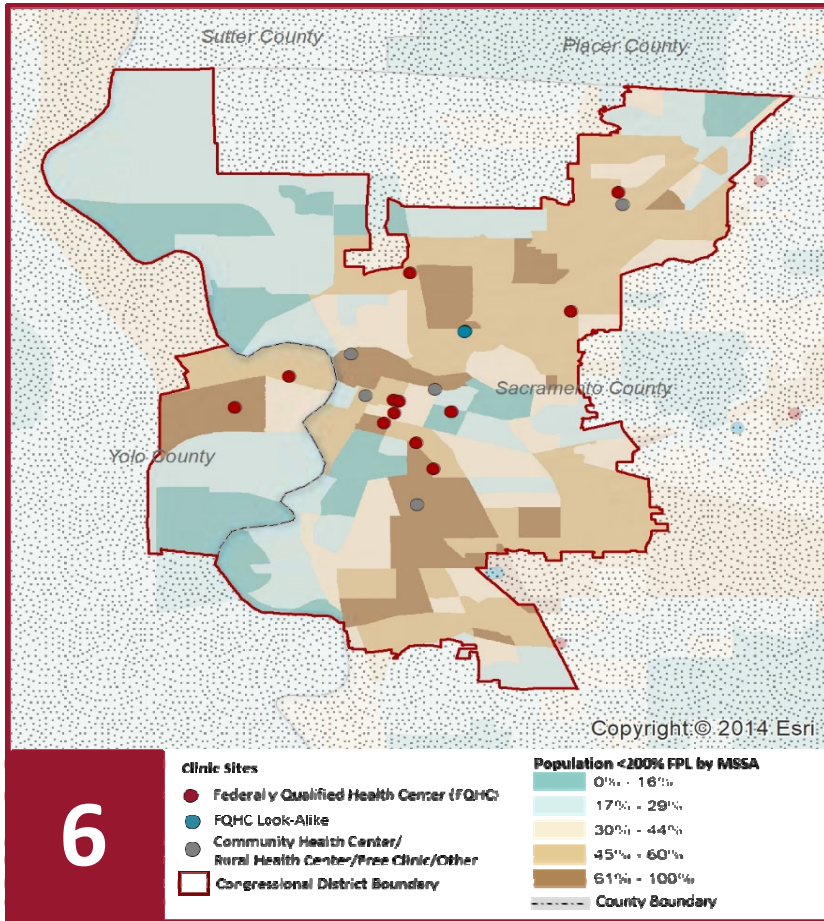 Sutter County
Placer County
Sacramento County
Yolo County
Copyright:© 2014 Esri
6
Clinic Sites
Federal y Qualified Health Center (FQHC)
FQHC Look-Alike
Community Health Center/
Rural Health Center/Free Clinic/Other
Congressional District Boundary
Population <200% FPL by MSSA
0% - 16%
17% - 29%
30% - 44%
45% - 60%
61% - 100%
County Boundary